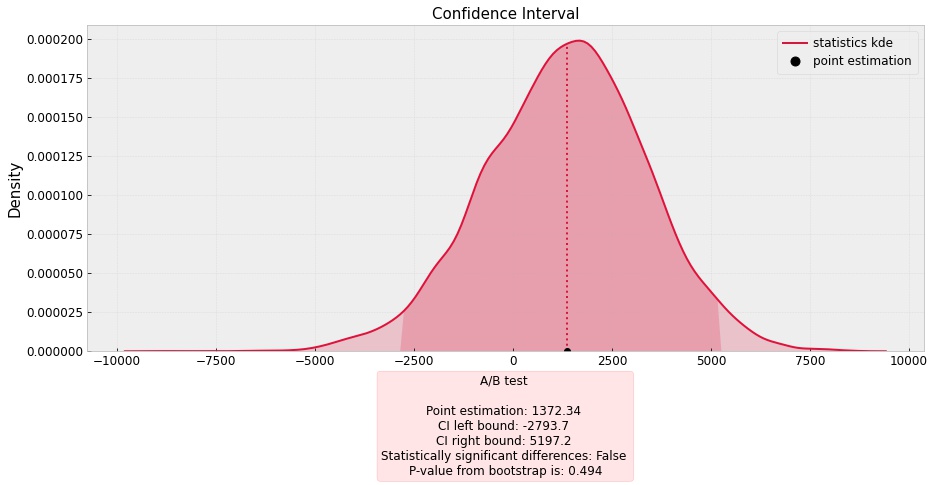 Confidence Interval
statistics kde
point estimation
Density
0.000200
0.000175
0.000150
0.000125
0.000100
0.000075
0.000050
0.000025
0.000000
−10000 −7500 −5000 −2500 0 2500 5000 7500 10000
A/B test
Point estimation: 1372.34
CI left bound: -2793.7
CI right bound: 5197.2
Statistically significant differences: False
P-value from bootstrap is: 0.494